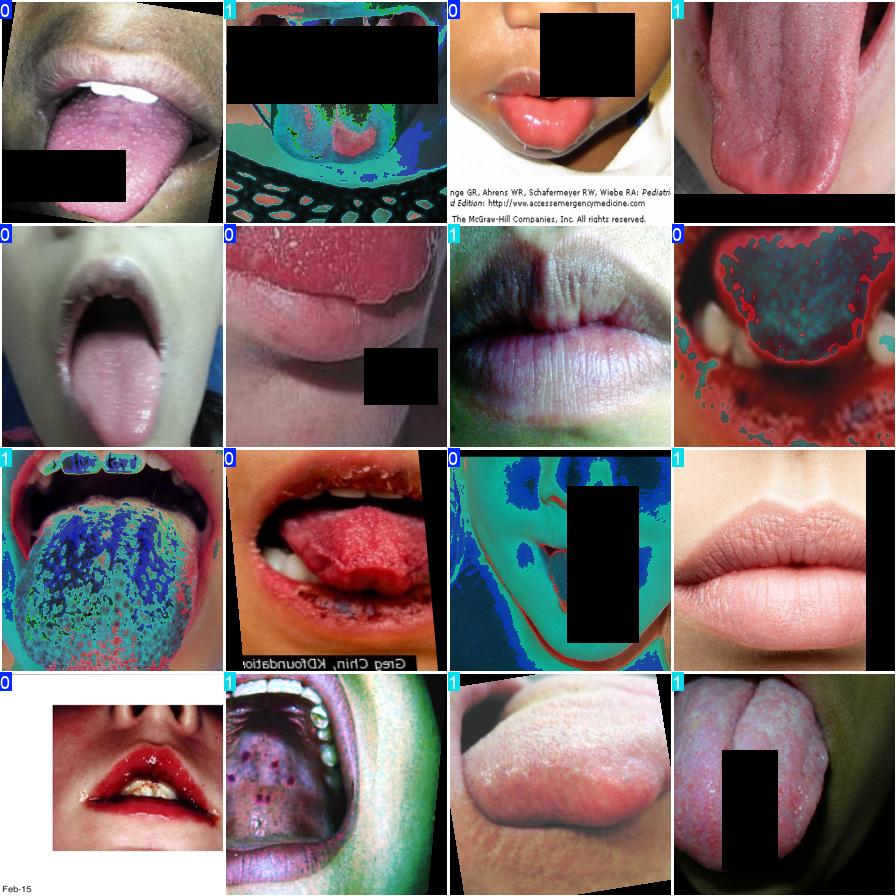 0 1 0 1
nge GR, Ahrens WR, Schafermeyer RW, Wiebe RA: Pediatri
d Edition: http://www.accessemergencymedicine.com
The McGraw-Hill Companies, Inc. All rights reserved.
0 0 1 0
1 0 0 1
Greg Chin, KDfoundatio
0 1 1 1
Feb-15